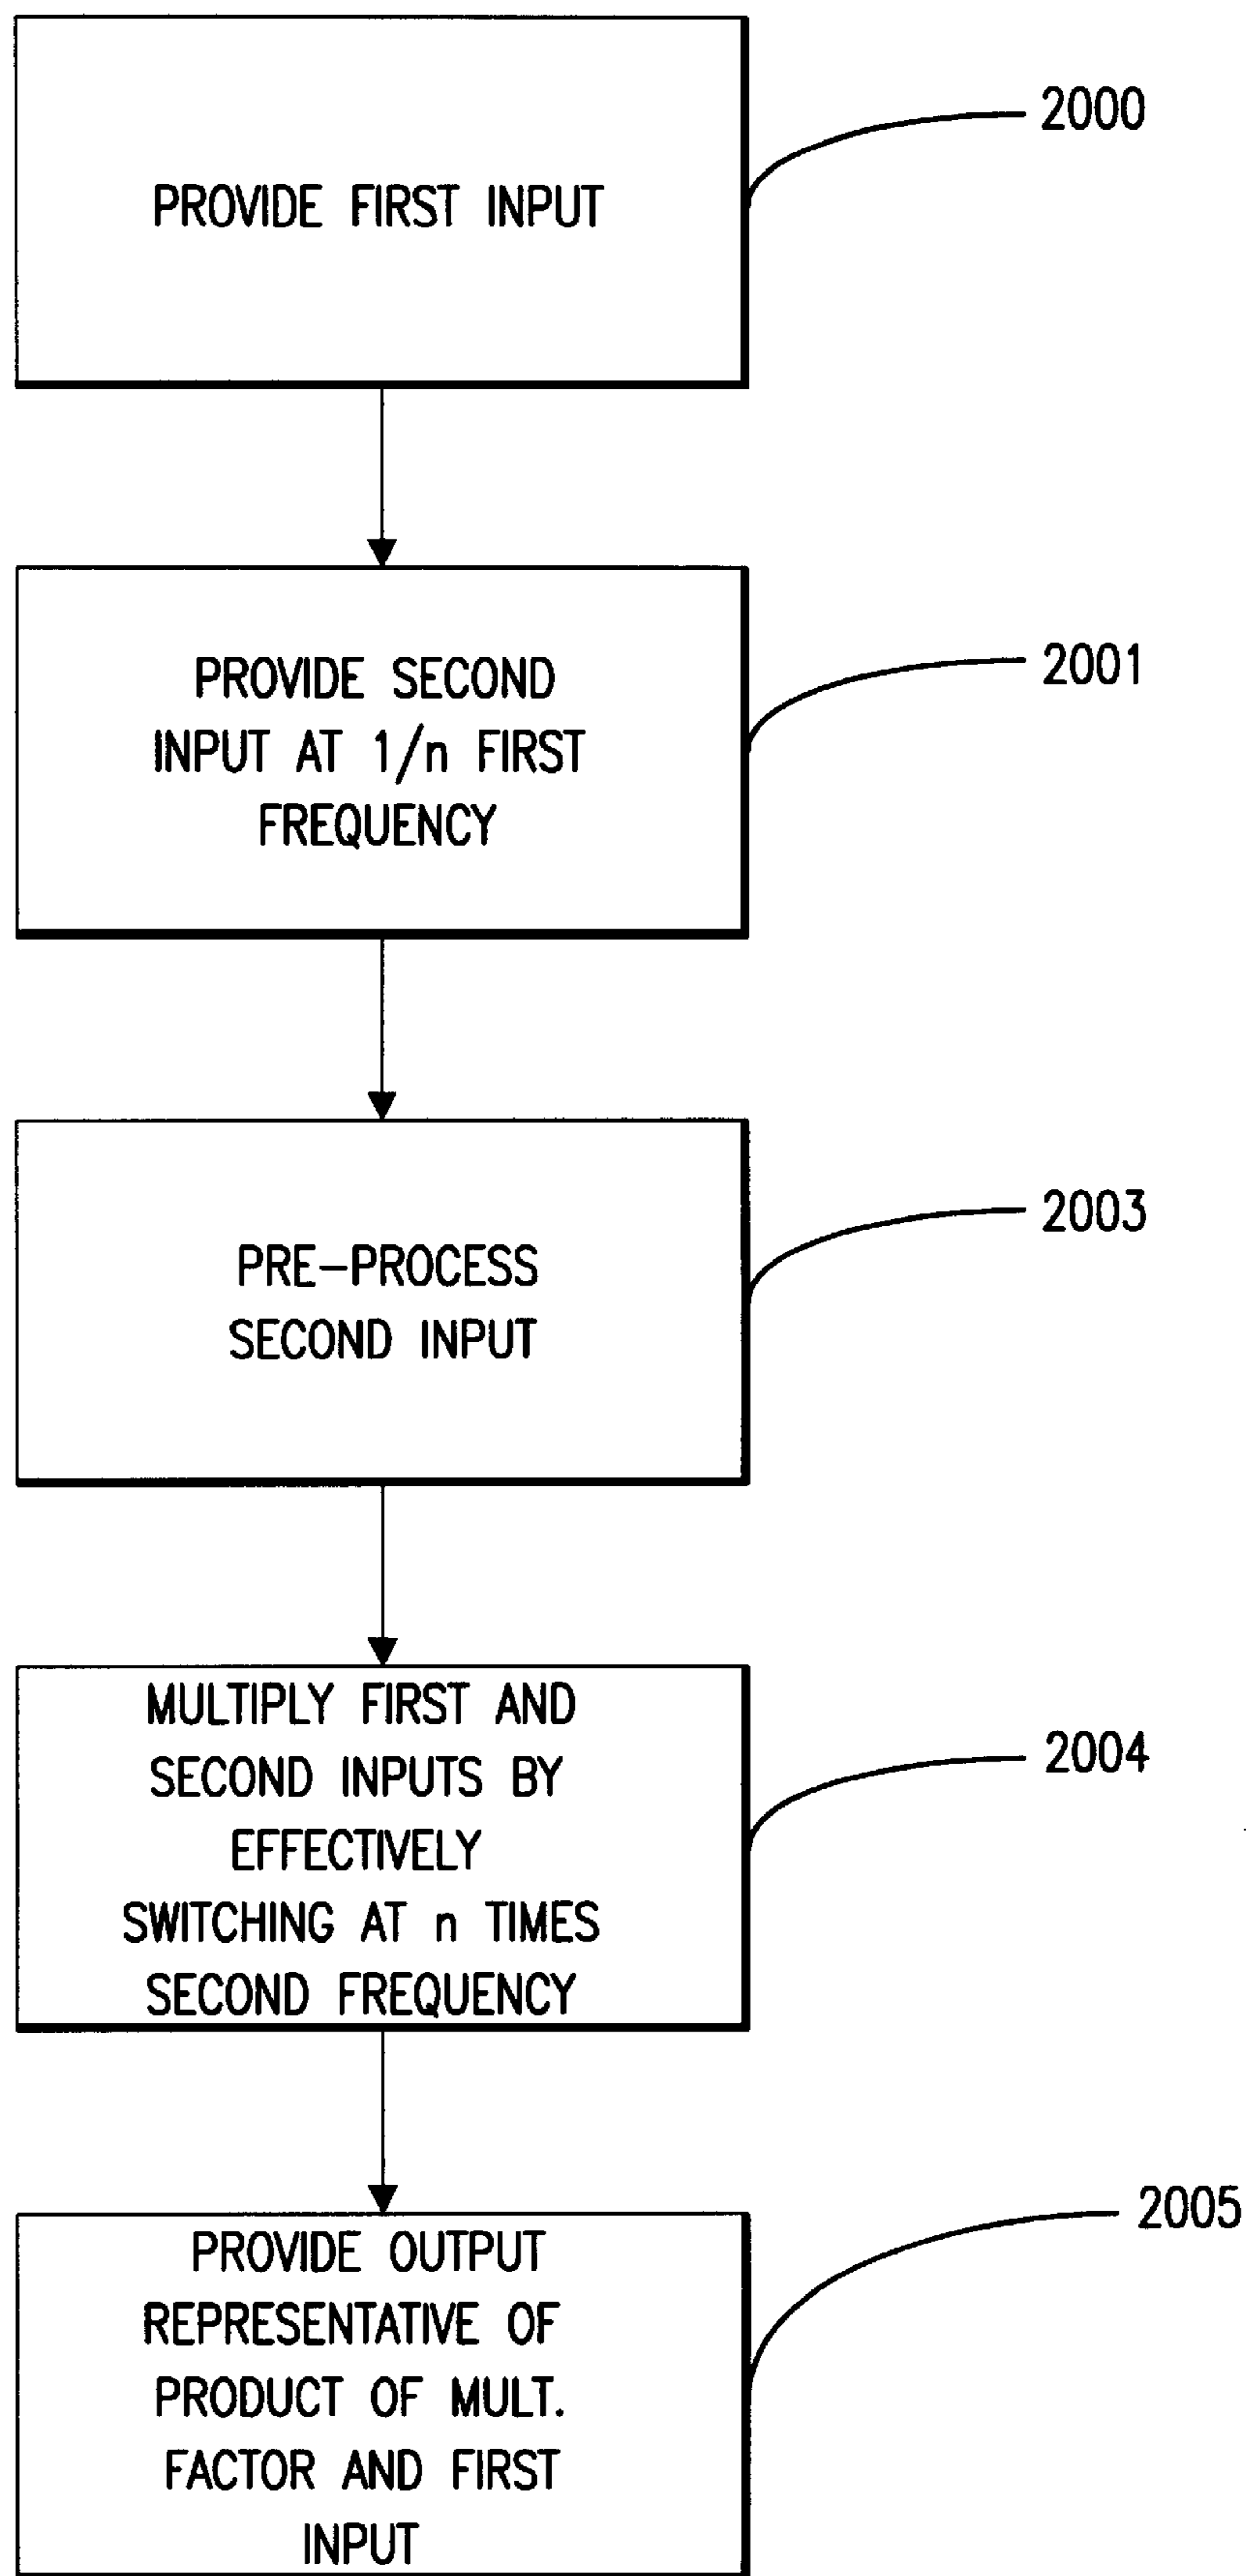 PROVIDE FIRST INPUT
2000
PROVIDE SECOND
INPUT AT 1/n FIRST
FREQUENCY
2001
PRE-PROCESS
SECOND INPUT
2003
MULTIPLY FIRST AND
SECOND INPUTS BY
EFFECTIVELY
SWITCHING AT n TIMES
SECOND FREQUENCY
2004
PROVIDE OUTPUT
REPRESENTATIVE OF
PRODUCT OF MULT.
FACTOR AND FIRST
INPUT
2005